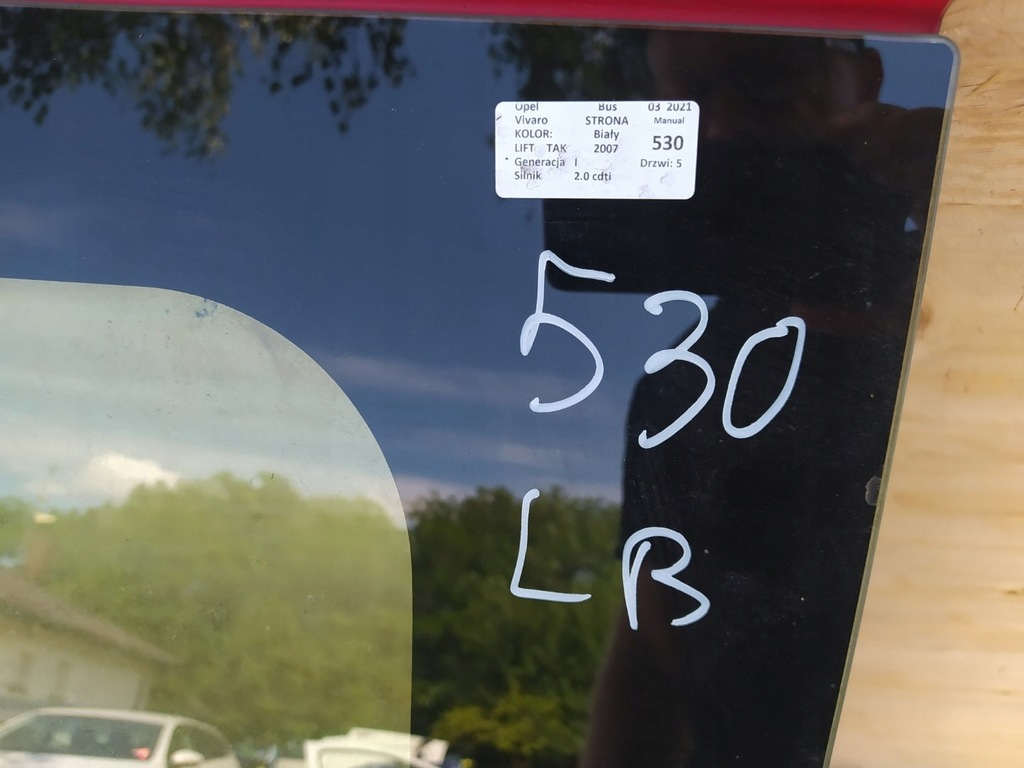 Opel Bus 03 2021
Vivaro STRONA Manual
KOLOR: Biały
LIFT TAK 2007 530
Generacja I Drzwi: 5
Silnik 2.0 cdti
530
LB